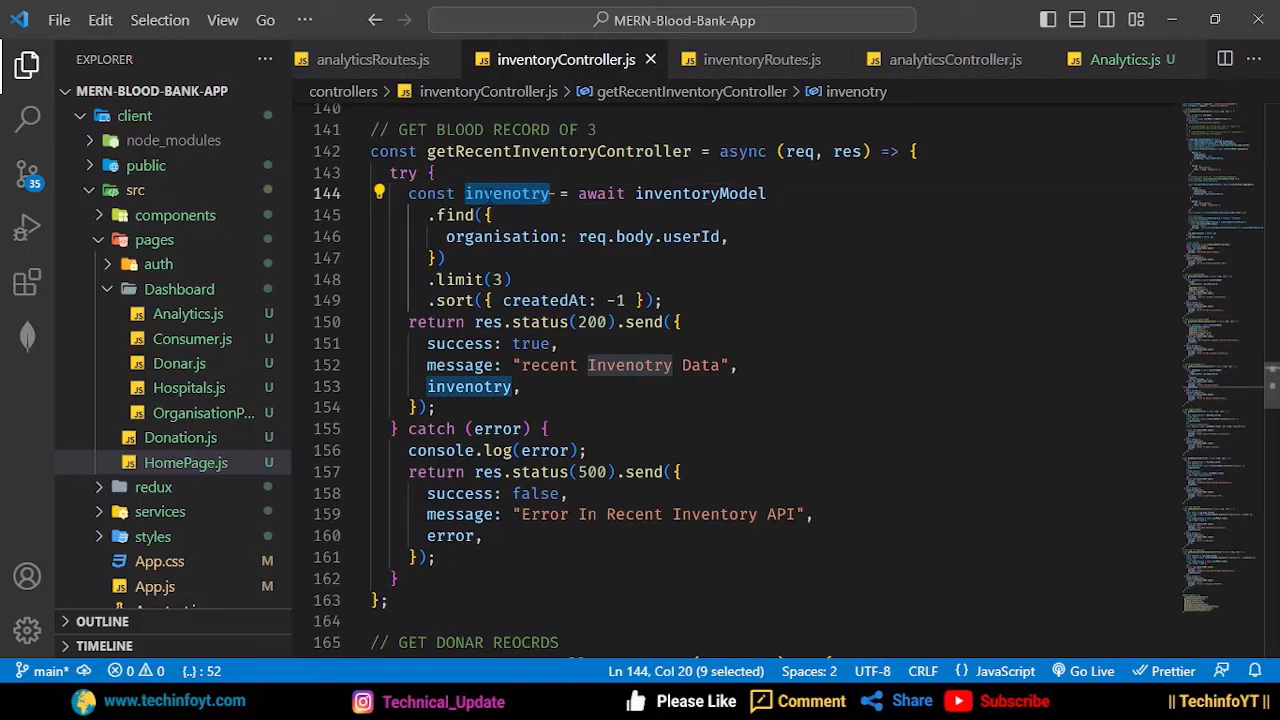 File Edit Selection View Go ··· MERN-Blood-Bank-App
EXPLORER ···
analyticsRoutes.js inventoryController.js inventoryRoutes.js analyticsController.js Analytics.js U ···
MERN-BLOOD-BANK-APP
controllers > inventoryController.js > getRecentInventoryController > invenotry
client
node_modules
public
src
components
pages
auth
Dashboard
Analytics.js U
Consumer.js U
Donar.js U
Hospitals.js U
OrganisationP... U
Donation.js U
HomePage.js U
redux
services
styles
App.css M
App.js M
OUTLINE
TIMELINE
35
140
141 // GET BLOOD RECORD OF 3
142 const getRecentInventoryController = async (req, res) => {
143 try {
144 const invenotry = await inventoryModel
145 .find({
146 organisation: req.body.userId,
147 })
148 .limit(
149 .sort({ createdAt: -1 });
150 return res.status(200).send({
151 success: true,
152 message: "recent Invenotry Data",
153 invenotry,
154 });
155 } catch (error) {
156 console.log(error);
157 return res.status(500).send({
158 success: false,
159 message: "Error In Recent Inventory API",
160 error,
161 });
162 }
163 };
164
165 // GET DONAR REOCRDS
main* 0 0 {..} : 52 Ln 144, Col 20 (9 selected) Spaces: 2 UTF-8 CRLF {} JavaScript Go Live Prettier
www.techinfoyt.com Technical_Update Please Like Comment Share Subscribe || TechinfoYT ||